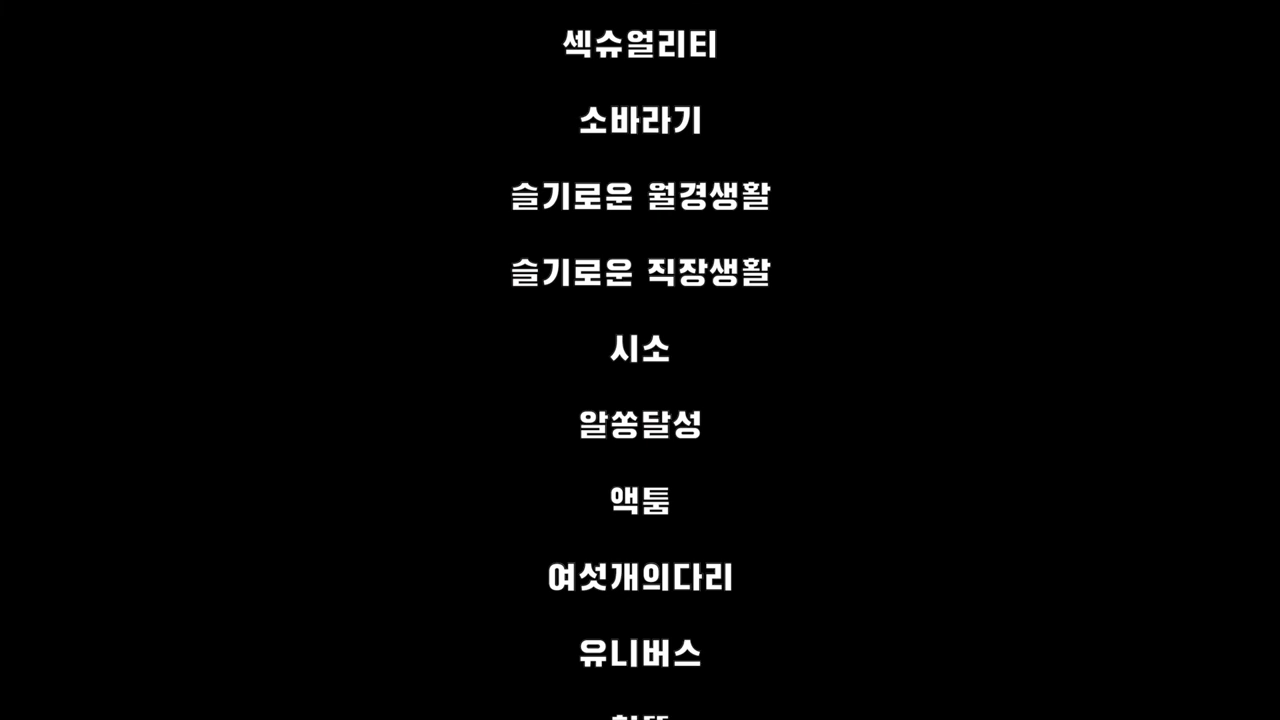 섹슈얼리티
소바라기
슬기로운 월경생활
슬기로운 직장생활
시소
알쏭달성
액툼
여섯개의다리
유니버스